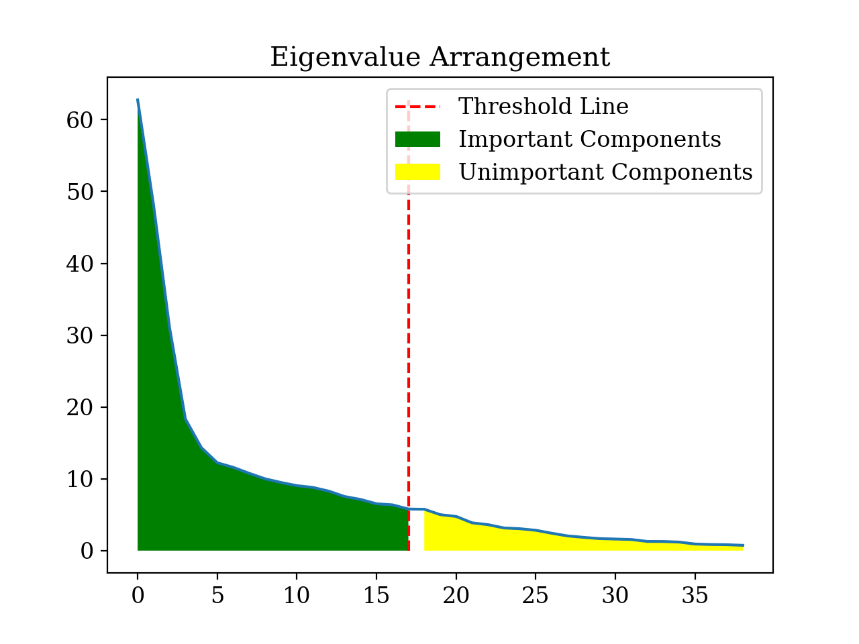 Eigenvalue Arrangement
60
50
40
30
20
10
0
Threshold Line
Important Components
Unimportant Components
0 5 10 15 20 25 30 35